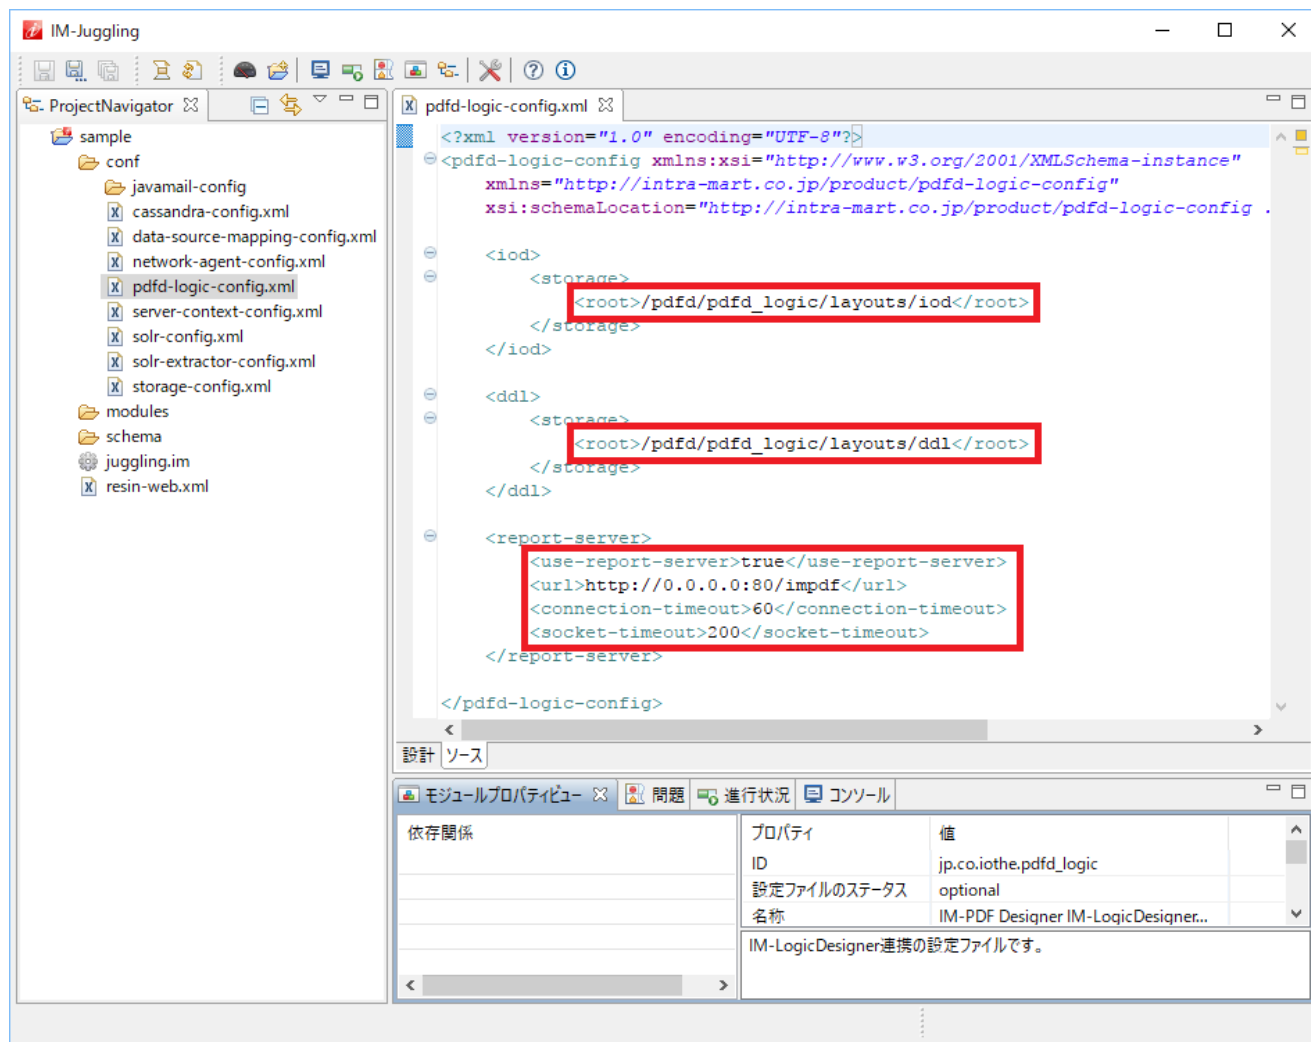 IM-Juggling
ProjectNavigator
sample
conf
javamail-config
cassandra-config.xml
data-source-mapping-config.xml
network-agent-config.xml
pdfd-logic-config.xml
server-context-config.xml
solr-config.xml
solr-extractor-config.xml
storage-config.xml
modules
schema
juggling.im
resin-web.xml
pdfd-logic-config.xml
<?xml version="1.0" encoding="UTF-8"?>
<pdfd-logic-config xmlns:xsi="http://www.w3.org/2001/XMLSchema-instance"
xmlns="http://intra-mart.co.jp/product/pdfd-logic-config"
xsi:schemaLocation="http://intra-mart.co.jp/product/pdfd-logic-config .
<iod>
<storage>
<root>/pdfd/pdfd_logic/layouts/iod</root>
</storage>
</iod>
<ddl>
<storage>
<root>/pdfd/pdfd_logic/layouts/ddl</root>
</storage>
</ddl>
<report-server>
<use-report-server>true</use-report-server>
<url>http://0.0.0.0:80/impdf</url>
<connection-timeout>60</connection-timeout>
<socket-timeout>200</socket-timeout>
</report-server>
</pdfd-logic-config>
設計 ソース
モジュールプロパティビュー 問題 進行状況 コンソール
依存関係
プロパティ 値
ID jp.co.iothe.pdfd_logic
設定ファイルのステータス optional
名称 IM-PDF Designer IM-LogicDesigner...
IM-LogicDesigner連携の設定ファイルです。